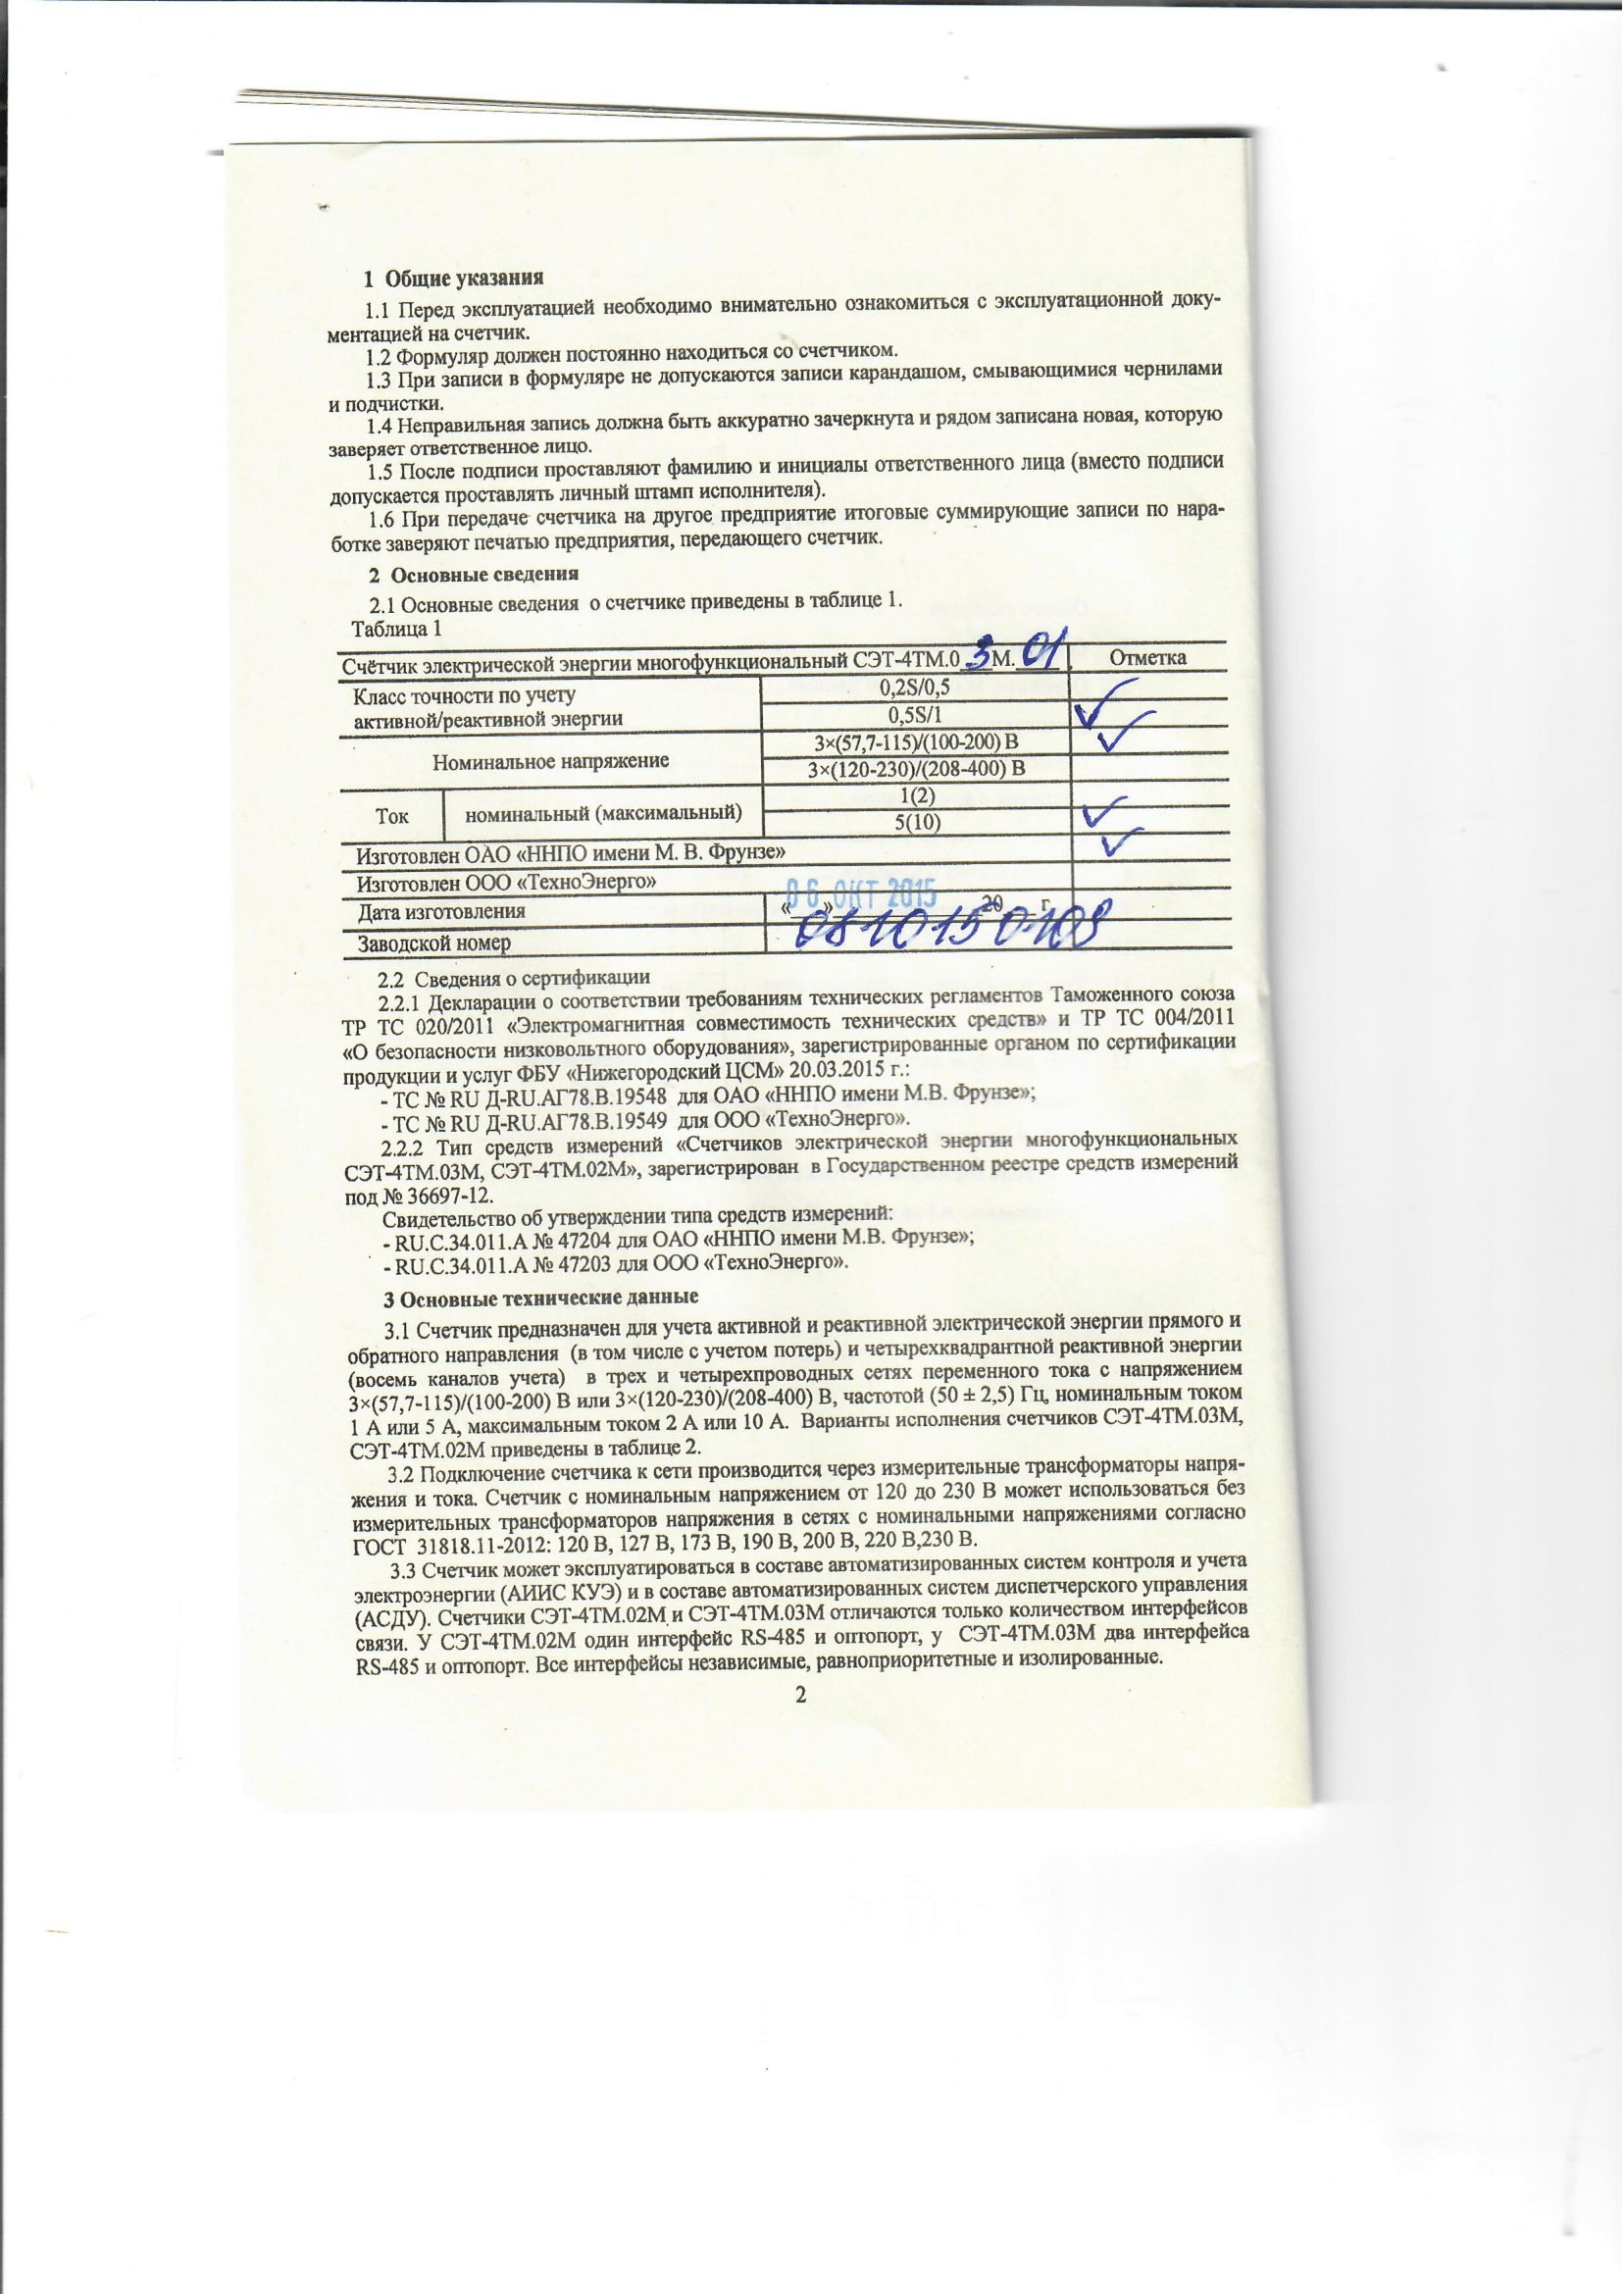 1 Общие указания
1.1 Перед эксплуатацией необходимо внимательно ознакомиться с эксплуатационной доку-
ментацией на счетчик.
1.2 Формуляр должен постоянно находиться со счетчиком.
1.3 При записи в формуляре не допускаются записи карандашом, смывающимися чернилами
и подчистки.
1.4 Неправильная запись должна быть аккуратно зачеркнута и рядом записана новая, которую
заверяет ответственное лицо.
1.5 После подписи проставляют фамилию и инициалы ответственного лица (вместо подписи
допускается проставлять личный штамп исполнителя).
1.6 При передаче счетчика на другое предприятие итоговые суммирующие записи по нара-
ботке заверяют печатью предприятия, передающего счетчик.
2 Основные сведения
2.1 Основные сведения о счетчике приведены в таблице 1.
Таблица 1
Счётчик электрической энергии многофункциональный СЭТ-4ТМ.0 3 М. 01 Отметка
Класс точности по учету
активной/реактивной энергии
0,2S/0,5
0,5S/1
Номинальное напряжение
3×(57,7-115)/(100-200) В
3×(120-230)/(208-400) В
Ток номинальный (максимальный)
1(2)
5(10)
Изготовлен ОАО «ННПО имени М. В. Фрунзе»
Изготовлен ООО «ТехноЭнерго»
Дата изготовления «__» 06 ОКТ 2015 20 г.
Заводской номер 0810150109
2.2 Сведения о сертификации
2.2.1 Декларации о соответствии требованиям технических регламентов Таможенного союза
ТР ТС 020/2011 «Электромагнитная совместимость технических средств» и ТР ТС 004/2011
«О безопасности низковольтного оборудования», зарегистрированные органом по сертификации
продукции и услуг ФБУ «Нижегородский ЦСМ» 20.03.2015 г.:
- ТС № RU Д-RU.АГ78.В.19548 для ОАО «ННПО имени М.В. Фрунзе»;
- ТС № RU Д-RU.АГ78.В.19549 для ООО «ТехноЭнерго».
2.2.2 Тип средств измерений «Счетчиков электрической энергии многофункциональных
СЭТ-4ТМ.03М, СЭТ-4ТМ.02М», зарегистрирован в Государственном реестре средств измерений
под № 36697-12.
Свидетельство об утверждении типа средств измерений:
- RU.C.34.011.A № 47204 для ОАО «ННПО имени М.В. Фрунзе»;
- RU.C.34.011.A № 47203 для ООО «ТехноЭнерго».
3 Основные технические данные
3.1 Счетчик предназначен для учета активной и реактивной электрической энергии прямого и
обратного направления (в том числе с учетом потерь) и четырехквадрантной реактивной энергии
(восемь каналов учета) в трех и четырехпроводных сетях переменного тока с напряжением
3×(57,7-115)/(100-200) В или 3×(120-230)/(208-400) В, частотой (50 ± 2,5) Гц, номинальным током
1 А или 5 А, максимальным током 2 А или 10 А. Варианты исполнения счетчиков СЭТ-4ТМ.03М,
СЭТ-4ТМ.02М приведены в таблице 2.
3.2 Подключение счетчика к сети производится через измерительные трансформаторы напря-
жения и тока. Счетчик с номинальным напряжением от 120 до 230 В может использоваться без
измерительных трансформаторов напряжения в сетях с номинальными напряжениями согласно
ГОСТ 31818.11-2012: 120 В, 127 В, 173 В, 190 В, 200 В, 220 В,230 В.
3.3 Счетчик может эксплуатироваться в составе автоматизированных систем контроля и учета
электроэнергии (АИИС КУЭ) и в составе автоматизированных систем диспетчерского управления
(АСДУ). Счетчики СЭТ-4ТМ.02М и СЭТ-4ТМ.03М отличаются только количеством интерфейсов
связи. У СЭТ-4ТМ.02М один интерфейс RS-485 и оптопорт, у СЭТ-4ТМ.03М два интерфейса
RS-485 и оптопорт. Все интерфейсы независимые, равноприоритетные и изолированные.
2